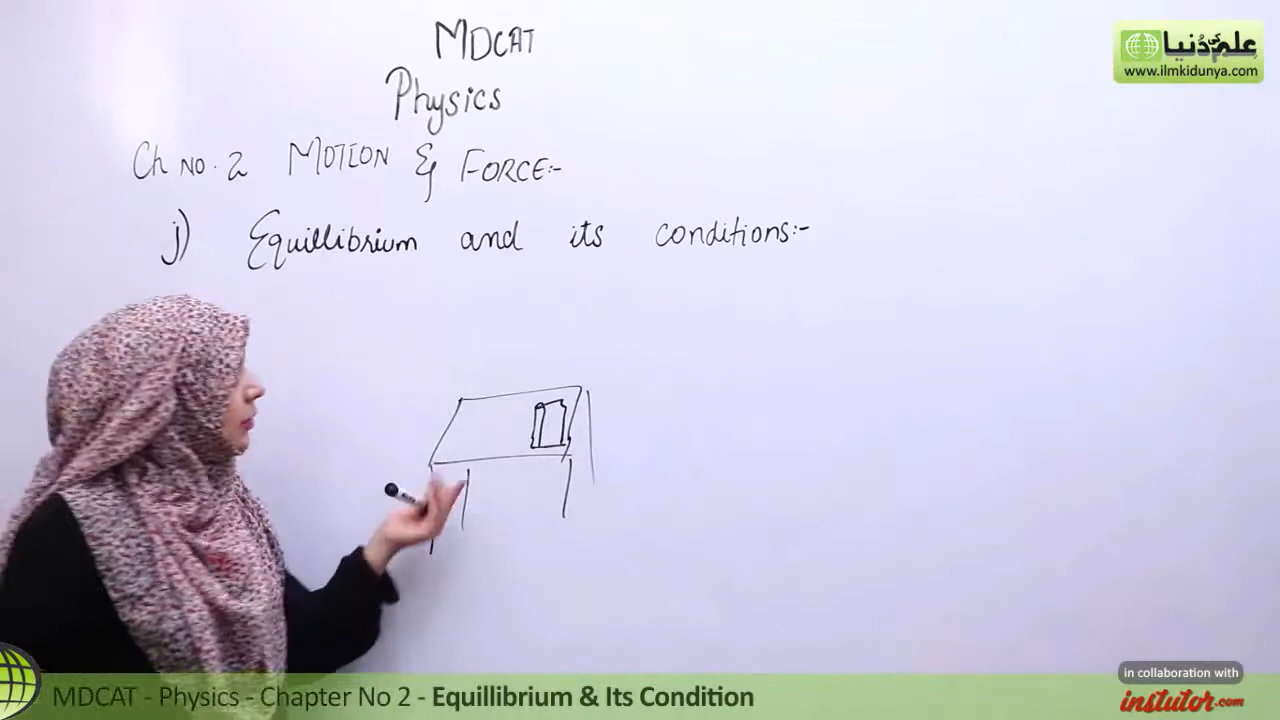 MDCAT
Physics
Ch No. 2 MOTION & FORCE:-
j) Equillibrium and its conditions:-
علم کی دُنیا
www.ilmkidunya.com
in collaboration with
instutor.com
MDCAT - Physics - Chapter No 2 - Equillibrium & Its Condition